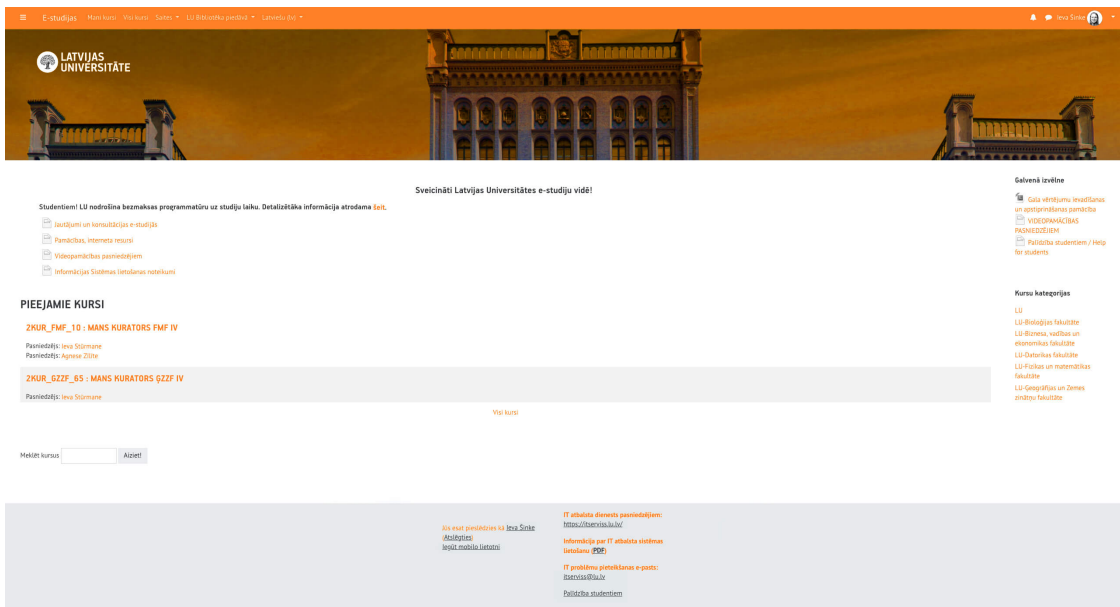 E-studijas Mani kursi Visi kursi Saites LU Bibliotēka piedāvā Latviešu (lv) Ieva Šinke
LATVIJAS
UNIVERSITĀTE
Sveicināti Latvijas Universitātes e-studiju vidē!
Studentiem! LU nodrošina bezmaksas programmatūru uz studiju laiku. Detalizētāka informācija atrodama šeit.
Jautājumi un konsultācijas e-studijās
Pamācības, interneta resursi
Videopamācības pasniedzējiem
Informācijas Sistēmas lietošanas noteikumi
PIEEJAMIE KURSI
2KUR_FMF_10 : MANS KURATORS FMF IV
Pasniedzējs: Ieva Stūrmane
Pasniedzējs: Agnese Zīlīte
2KUR_GZZF_65 : MANS KURATORS ĢZZF IV
Pasniedzējs: Ieva Stūrmane
Visi kursi
Meklēt kursus Aiziet!
Galvenā izvēlne
Gala vērtējumu ievadīšanas
un apstiprināšanas pamācība
VIDEOPAMĀCĪBAS
PASNIEDZĒJIEM
Palīdzība studentiem / Help
for students
Kursu kategorijas
LU
LU-Bioloģijas fakultāte
LU-Biznesa, vadības un
ekonomikas fakultāte
LU-Datorikas fakultāte
LU-Fizikas un matemātikas
fakultāte
LU-Ģeogrāfijas un Zemes
zinātņu fakultāte
Jūs esat pieslēdzies kā Ieva Šinke
(Atslēgties)
Iegūt mobilo lietotni
IT atbalsta dienests pasniedzējiem:
https://itserviss.lu.lv/
Informācija par IT atbalsta sistēmas
lietošanu (PDF)
IT problēmu pieteikšanas e-pasts:
itserviss@lu.lv
Palīdzība studentiem